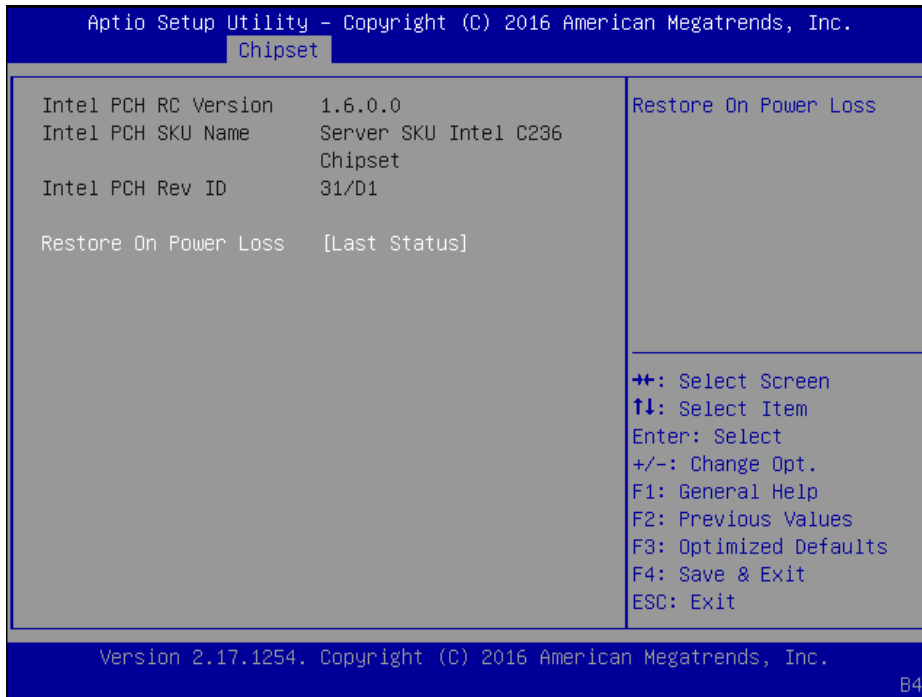 Aptio Setup Utility – Copyright (C) 2016 American Megatrends, Inc.
Chipset
Intel PCH RC Version 1.6.0.0
Intel PCH SKU Name Server SKU Intel C236
Chipset
Intel PCH Rev ID 31/D1
Restore On Power Loss [Last Status]
Restore On Power Loss
→←: Select Screen
↑↓: Select Item
Enter: Select
+/-: Change Opt.
F1: General Help
F2: Previous Values
F3: Optimized Defaults
F4: Save & Exit
ESC: Exit
Version 2.17.1254. Copyright (C) 2016 American Megatrends, Inc.
B4